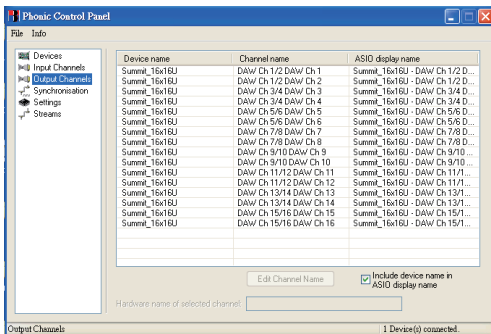 Phonic Control Panel
File Info
Devices
Input Channels
Output Channels
Synchronisation
Settings
Streams
Device name Channel name ASIO display name
Summit_16x16U DAW Ch 1/2 DAW Ch 1 Summit_16x16U - DAW Ch 1/2 D...
Summit_16x16U DAW Ch 1/2 DAW Ch 2 Summit_16x16U - DAW Ch 1/2 D...
Summit_16x16U DAW Ch 3/4 DAW Ch 3 Summit_16x16U - DAW Ch 3/4 D...
Summit_16x16U DAW Ch 3/4 DAW Ch 4 Summit_16x16U - DAW Ch 3/4 D...
Summit_16x16U DAW Ch 5/6 DAW Ch 5 Summit_16x16U - DAW Ch 5/6 D...
Summit_16x16U DAW Ch 5/6 DAW Ch 6 Summit_16x16U - DAW Ch 5/6 D...
Summit_16x16U DAW Ch 7/8 DAW Ch 7 Summit_16x16U - DAW Ch 7/8 D...
Summit_16x16U DAW Ch 7/8 DAW Ch 8 Summit_16x16U - DAW Ch 7/8 D...
Summit_16x16U DAW Ch 9/10 DAW Ch 9 Summit_16x16U - DAW Ch 9/10 ...
Summit_16x16U DAW Ch 9/10 DAW Ch 10 Summit_16x16U - DAW Ch 9/10 ...
Summit_16x16U DAW Ch 11/12 DAW Ch 11 Summit_16x16U - DAW Ch 11/1...
Summit_16x16U DAW Ch 11/12 DAW Ch 12 Summit_16x16U - DAW Ch 11/1...
Summit_16x16U DAW Ch 13/14 DAW Ch 13 Summit_16x16U - DAW Ch 13/1...
Summit_16x16U DAW Ch 13/14 DAW Ch 14 Summit_16x16U - DAW Ch 13/1...
Summit_16x16U DAW Ch 15/16 DAW Ch 15 Summit_16x16U - DAW Ch 15/1...
Summit_16x16U DAW Ch 15/16 DAW Ch 16 Summit_16x16U - DAW Ch 15/1...
Edit Channel Name
Include device name in
ASIO display name
Hardware name of selected channel:
Output Channels 1 Device(s) connected.